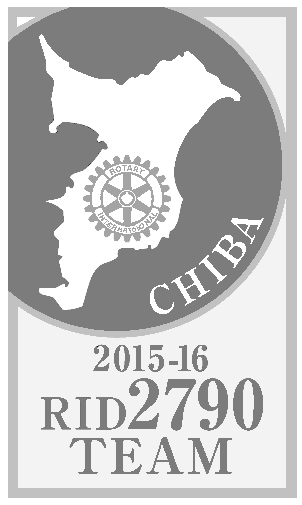 ROTARY
INTERNATIONAL
CHIBA
2015-16
RID2790
TEAM